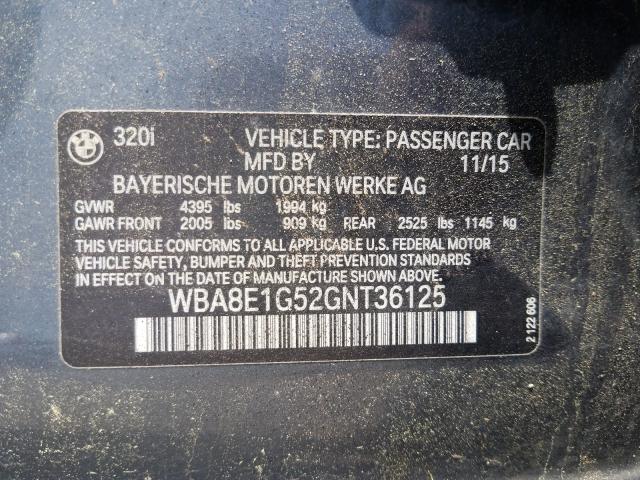 BMW
320i VEHICLE TYPE: PASSENGER CAR
MFD BY 11/15
BAYERISCHE MOTOREN WERKE AG
GVWR 4395 lbs 1994 kg
GAWR FRONT 2005 lbs 909 kg REAR 2525 lbs 1145 kg
THIS VEHICLE CONFORMS TO ALL APPLICABLE U.S. FEDERAL MOTOR
VEHICLE SAFETY, BUMPER AND THEFT PREVENTION STANDARDS
IN EFFECT ON THE DATE OF MANUFACTURE SHOWN ABOVE.
WBA8E1G52GNT36125
2 122 606